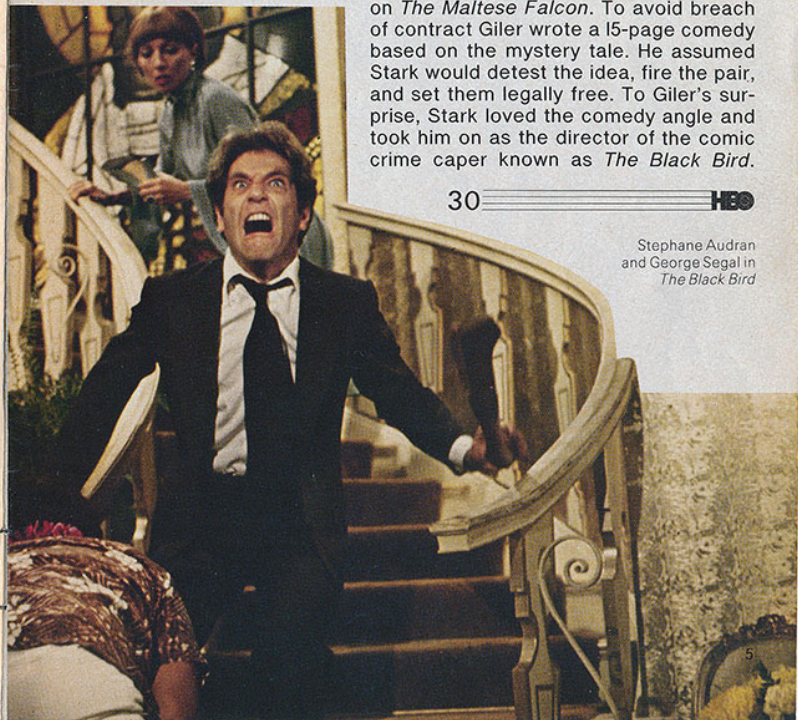 on The Maltese Falcon. To avoid breach
of contract Giler wrote a 15-page comedy
based on the mystery tale. He assumed
Stark would detest the idea, fire the pair,
and set them legally free. To Giler's sur-
prise, Stark loved the comedy angle and
took him on as the director of the comic
crime caper known as The Black Bird.
30 HBO
Stephane Audran
and George Segal in
The Black Bird
5